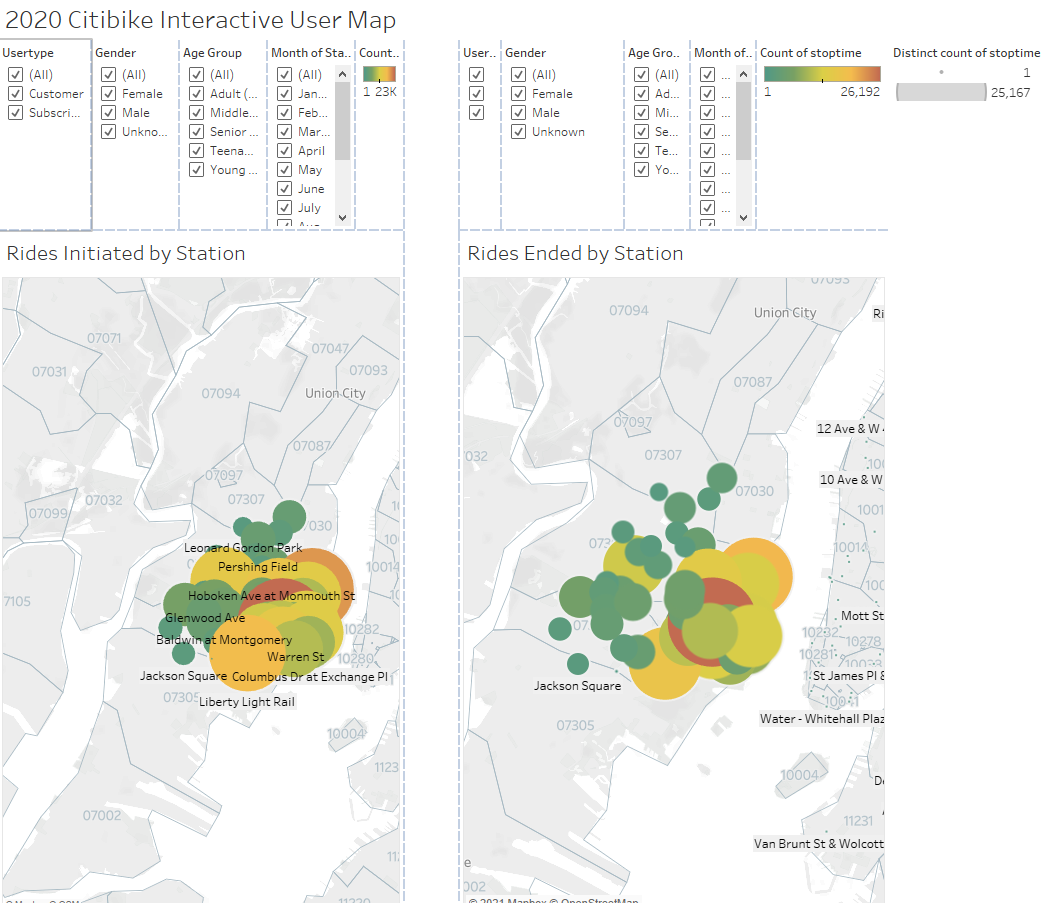 2020 Citibike Interactive User Map
Usertype
(All)
Customer
Subscri...
Gender
(All)
Female
Male
Unkno...
Age Group
(All)
Adult (...
Middle...
Senior ...
Teena...
Young ...
Month of Sta..
(All)
Jan...
Feb...
Mar...
April
May
June
July
Count..
1 23K
User..
Gender
(All)
Female
Male
Unknown
Age Gro..
(All)
Ad...
Mi...
Se...
Te...
Yo...
Month of..
...
...
...
...
...
...
...
...
Count of stoptime
1 26,192
Distinct count of stoptime
1
25,167
Rides Initiated by Station
07071
07047
07031
07093
07094
Union City
07087
07097
07032
07307
07099
07030
Leonard Gordon Park
10014
Pershing Field
Hoboken Ave at Monmouth St
7105
Glenwood Ave
10282
Baldwin at Montgomery
Warren St
10280
Jackson Square
Columbus Dr at Exchange Pl
07305
Liberty Light Rail
10004
1123
07002
Rides Ended by Station
07093
07094
Union City
Ri
07087
07097
12 Ave & W
032
07307
10 Ave & W
07030
1001
10014
Mott St
10282
10278
10281
10038
St James Pl &
Jackson Square
10041
Water - Whitehall Plaz
07305
10004
11231
Van Brunt St & Wolcott
e
002
© 2021 Mapbox © OpenStreetMap